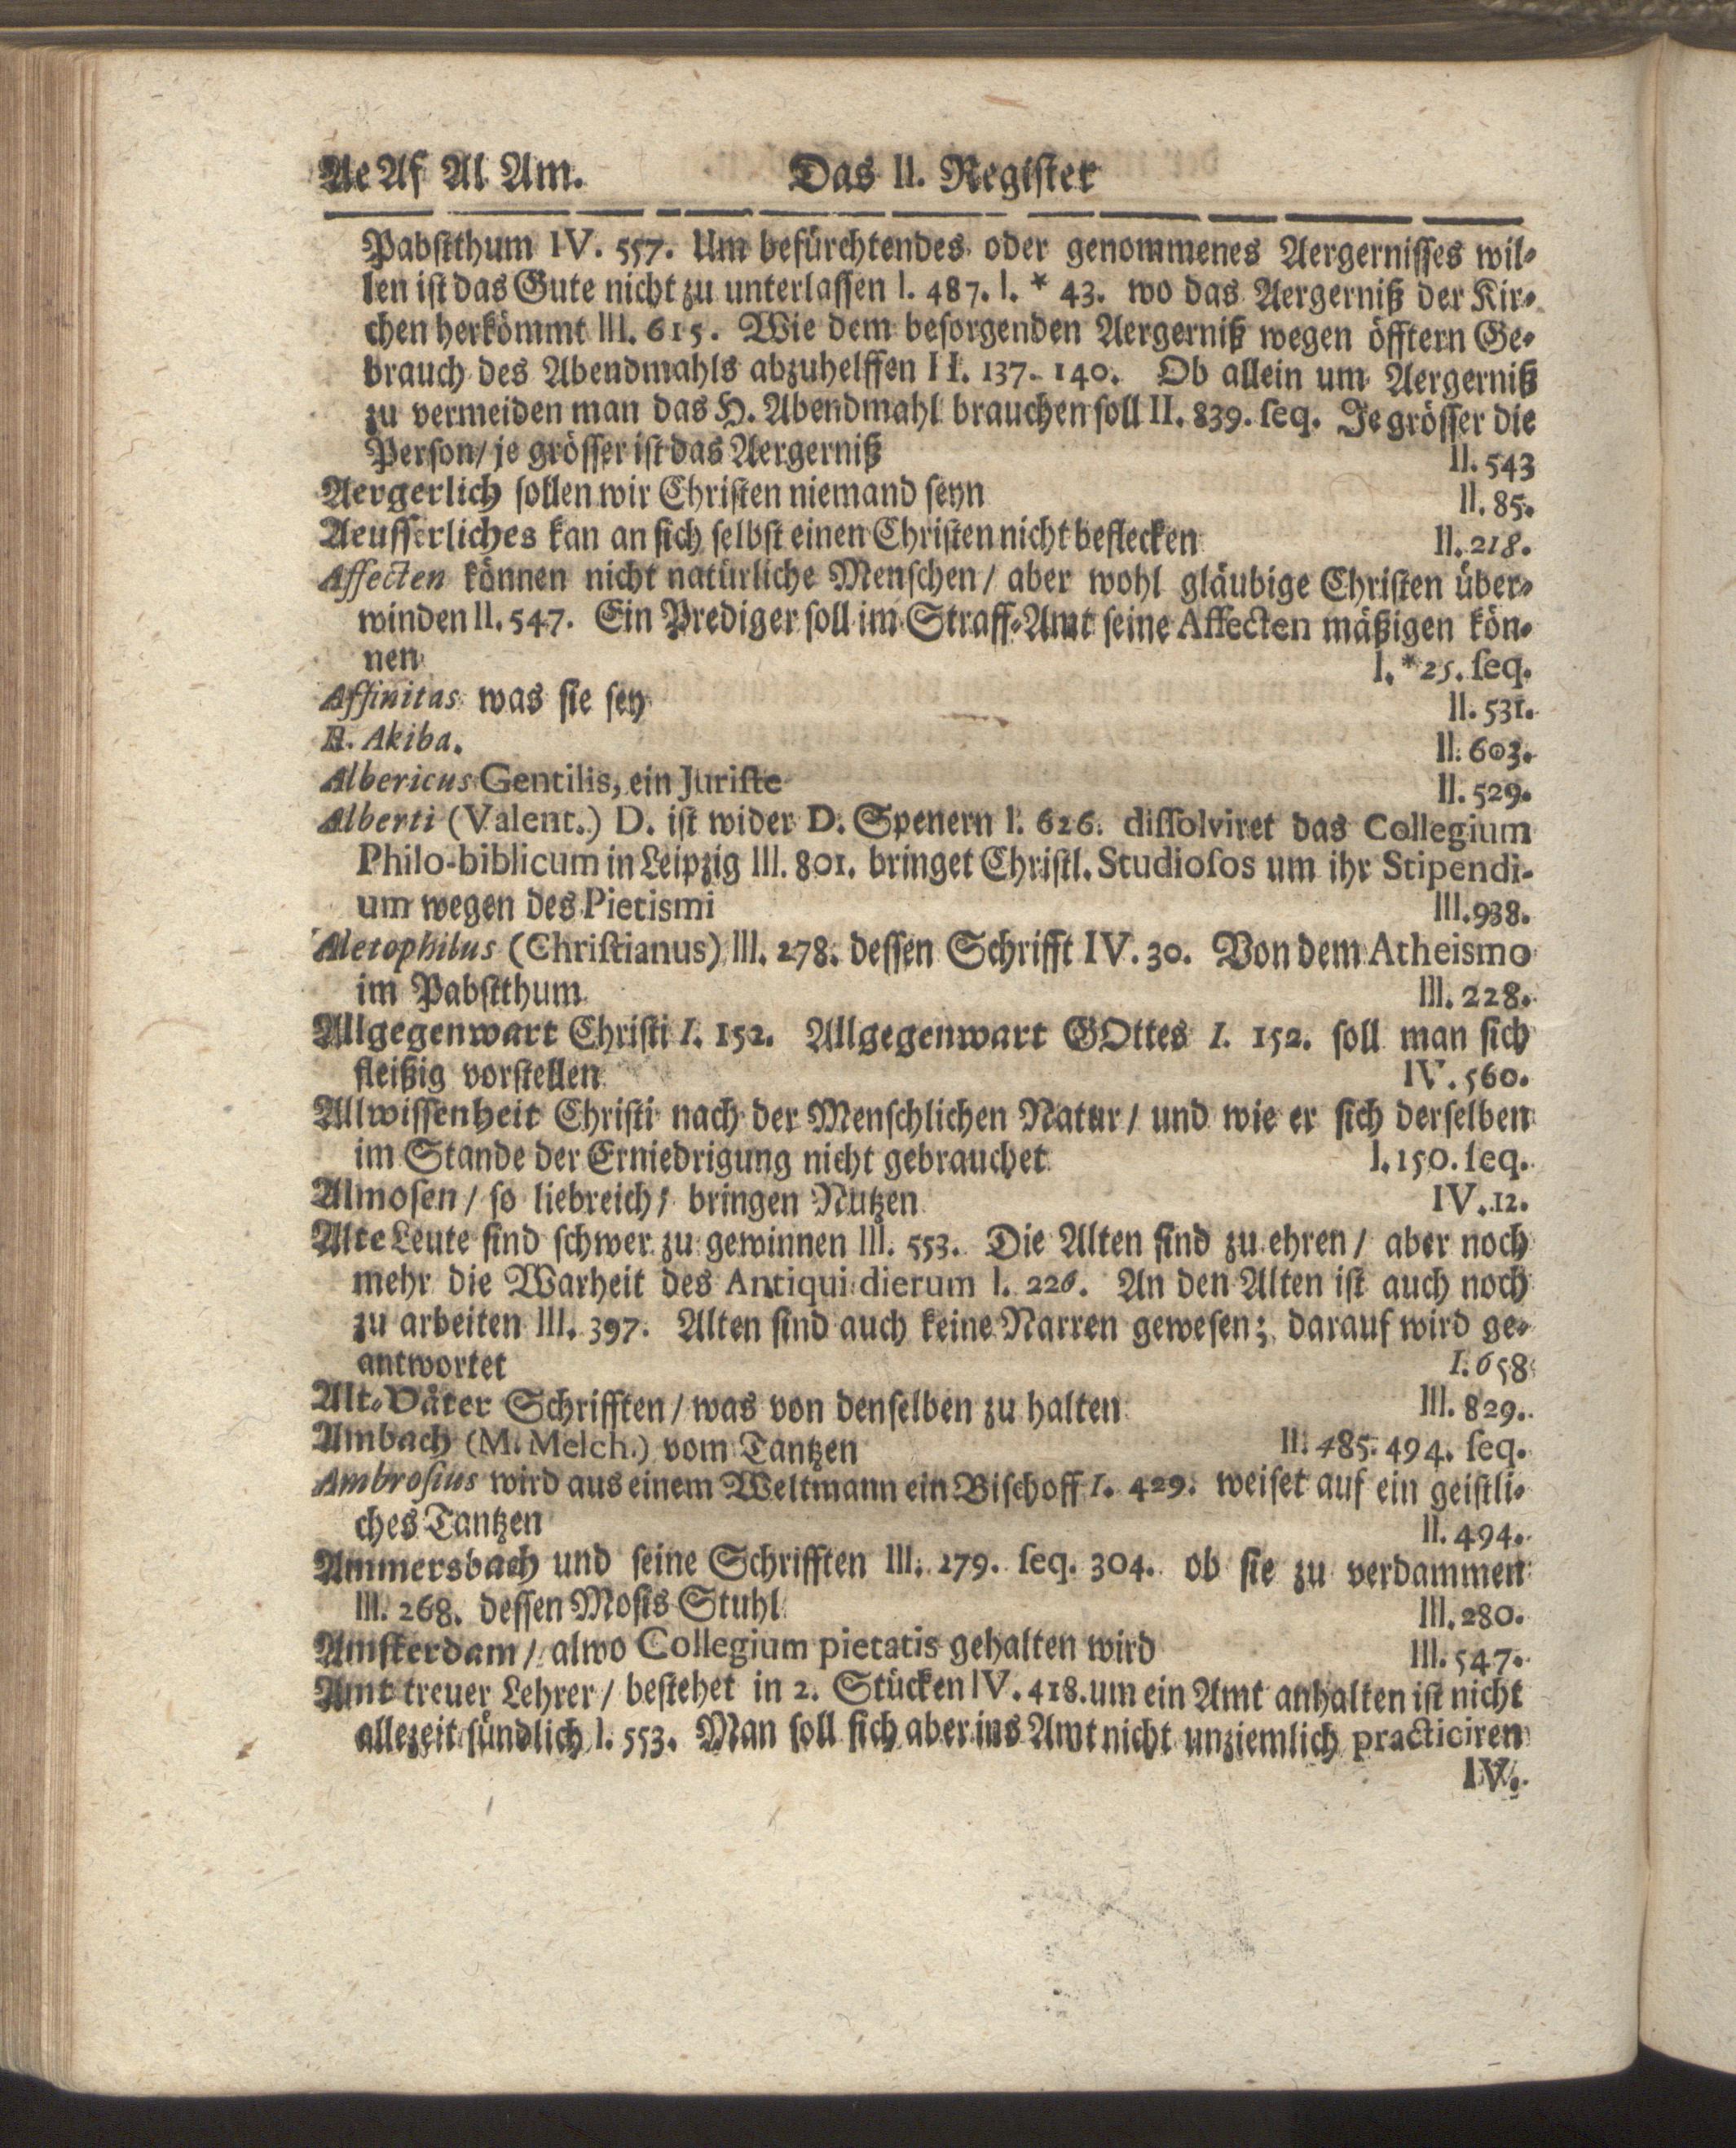 Ae Af Al Am. Das II. Register
Pabstthum IV. 557. Um befürchtendes oder genommenes Aergernisses wil-
len ist das Gute nicht zu unterlassen I. 487. I. * 43. wo das Aergerniß der Kir-
chen herkömmt III. 615. Wie dem besorgenden Aergerniß wegen öfftern Ge-
brauch des Abendmahls abzuhelffen II. 137-140. Ob allein um Aergerniß
zu vermeiden man das H. Abendmahl brauchen soll II. 839. seq. Je grösser die
Person/ je grösser ist das Aergerniß II. 543
Aergerlich sollen wir Christen niemand seyn II. 85.
Aeusserliches kan an sich selbst einen Christen nicht beflecken II. 218.
Affecten können nicht natürliche Menschen/ aber wohl gläubige Christen über-
winden II. 547. Ein Prediger soll im Straff-Amt seine Affecten mäßigen kön-
nen I. *25. seq.
Affinitas was sie sey II. 531.
R. Akiba. II. 603.
Albericus Gentilis, ein Juriste II. 529.
Alberti (Valent.) D. ist wider D. Spenern I. 626. dissolviret das Collegium
Philo-biblicum in Leipzig III. 801. bringet Christl. Studiosos um ihr Stipendi-
um wegen des Pietismi III. 938.
Aletophilus (Christianus) III. 278. dessen Schrifft IV. 30. Von dem Atheismo
im Pabstthum III. 228.
Allgegenwart Christi I. 152. Allgegenwart GOttes I. 152. soll man sich
fleißig vorstellen IV. 560.
Allwissenheit Christi nach der Menschlichen Natur/ und wie er sich derselben
im Stande der Erniedrigung nicht gebrauchet I. 150. seq.
Almosen/ so liebreich/ bringen Nutzen IV. 12.
Alte Leute sind schwer zu gewinnen III. 553. Die Alten sind zu ehren/ aber noch
mehr die Warheit des Antiqui dierum I. 226. An den Alten ist auch noch
zu arbeiten III. 397. Alten sind auch keine Narren gewesen; darauf wird ge-
antwortet I. 658
Alt-Väter Schrifften/ was von denselben zu halten III. 829.
Ambach (M. Melch.) vom Tantzen II. 485. 494. seq.
Ambrosius wird aus einem Weltmann ein Bischoff I. 429. weiset auf ein geistli-
ches Tantzen II. 494.
Ammersbach und seine Schrifften III. 279. seq. 304. ob sie zu verdammen
III. 268. dessen Mosis Stuhl III. 280.
Amsterdam/ alwo Collegium pietatis gehalten wird III. 547.
Amt treuer Lehrer/ bestehet in 2. Stücken IV. 418. um ein Amt anhalten ist nicht
allezeit sündlich I. 553. Man soll sich aber ins Amt nicht unziemlich practiciren
IV.